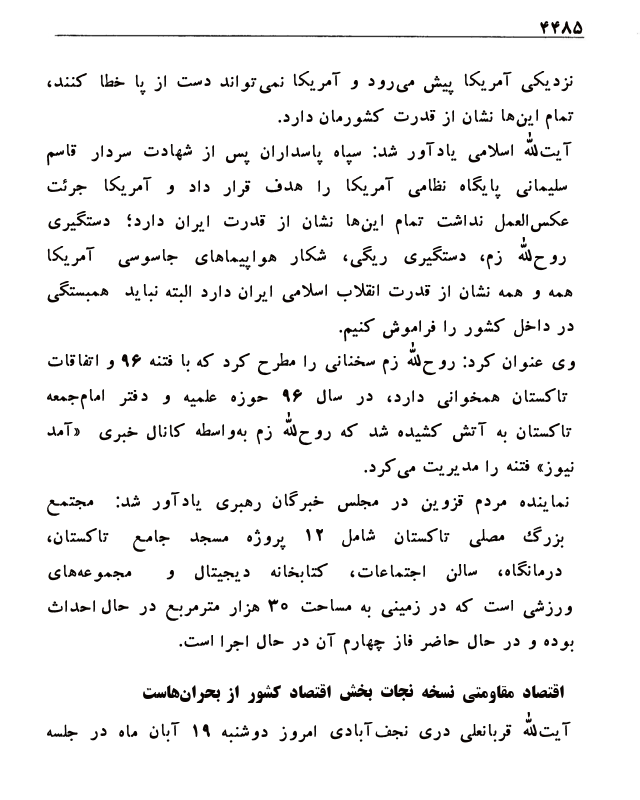 ۴۴۸۵
نزدیکی آمریکا پیش می‌رود و آمریکا نمی‌تواند دست از پا خطا کنند،
تمام این‌ها نشان از قدرت کشورمان دارد.
آیت‌الله اسلامی یادآور شد: سپاه پاسداران پس از شهادت سردار قاسم
سلیمانی پایگاه نظامی آمریکا را هدف قرار داد و آمریکا جرئت
عکس‌العمل نداشت تمام این‌ها نشان از قدرت ایران دارد؛ دستگیری
روح‌الله زم، دستگیری ریگی، شکار هواپیماهای جاسوسی آمریکا
همه و همه نشان از قدرت انقلاب اسلامی ایران دارد البته نباید همبستگی
در داخل کشور را فراموش کنیم.
وی عنوان کرد: روح‌الله زم سخنانی را مطرح کرد که با فتنه ۹۶ و اتفاقات
تاکستان همخوانی دارد، در سال ۹۶ حوزه علمیه و دفتر امام‌جمعه
تاکستان به آتش کشیده شد که روح‌الله زم به‌واسطه کانال خبری «آمد
نیوز» فتنه را مدیریت می‌کرد.
نماینده مردم قزوین در مجلس خبرگان رهبری یادآور شد: مجتمع
بزرگ مصلی تاکستان شامل ۱۲ پروژه مسجد جامع تاکستان،
درمانگاه، سالن اجتماعات، کتابخانه دیجیتال و مجموعه‌های
ورزشی است که در زمینی به مساحت ۳۰ هزار مترمربع در حال احداث
بوده و در حال حاضر فاز چهارم آن در حال اجرا است.
اقتصاد مقاومتی نسخه نجات بخش اقتصاد کشور از بحران‌هاست
آیت‌الله قربانعلی دری نجف‌آبادی امروز دوشنبه ۱۹ آبان ماه در جلسه